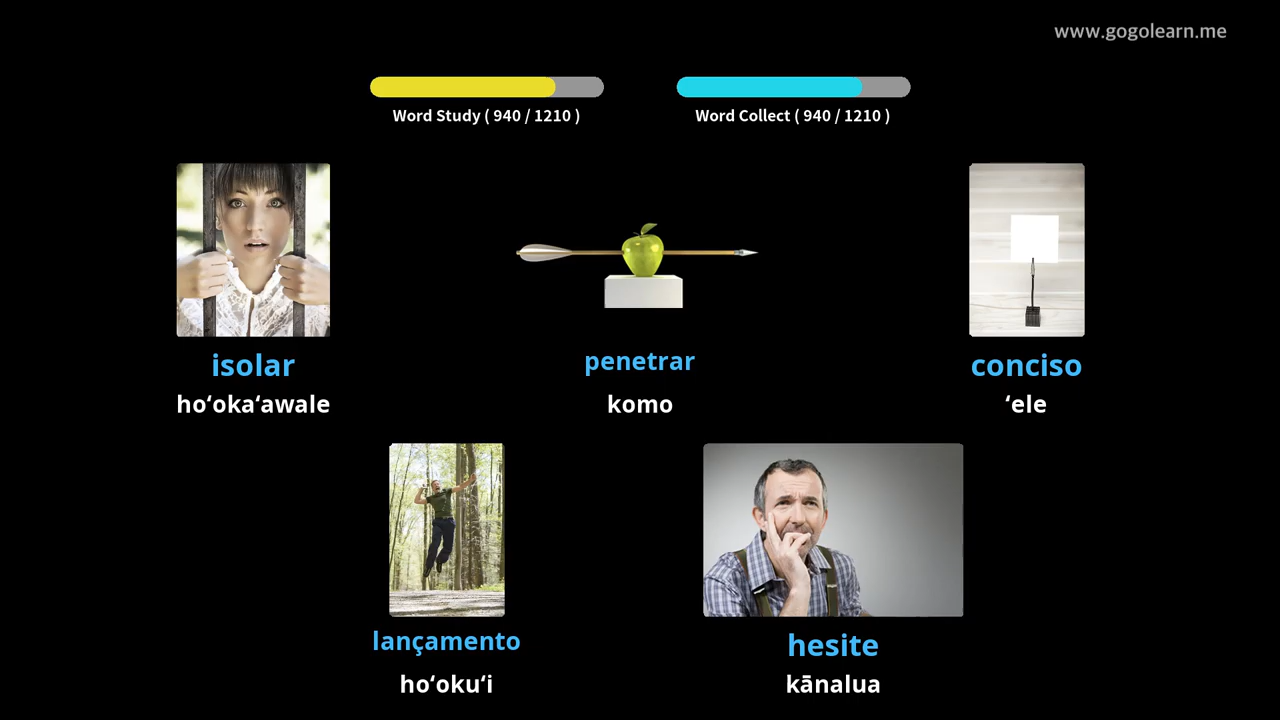 www.gogolearn.me
Word Study ( 940 / 1210 )
Word Collect ( 940 / 1210 )
isolar
hoʻokaʻawale
penetrar
komo
conciso
ʻele
lançamento
hoʻokuʻi
hesite
kānalua